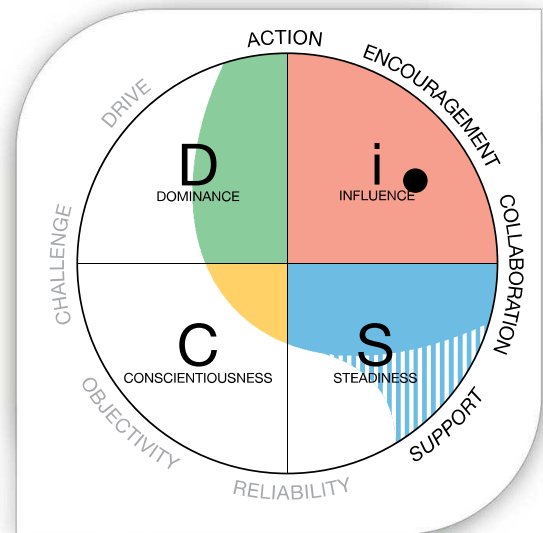 ACTION
ENCOURAGEMENT
DRIVE
D
DOMINANCE
i
INFLUENCE
CHALLENGE
COLLABORATION
C
CONSCIENTIOUSNESS
S
STEADINESS
OBJECTIVITY
SUPPORT
RELIABILITY